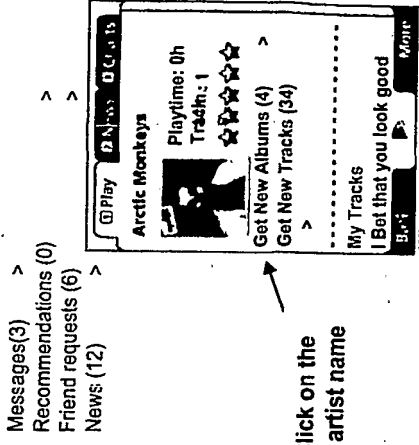 Messages(3) >
Recommendations (0)
Friend requests (6) >
News (12) >
lick on the
artist name
Play
Arctic Monkeys
Playtime: 0h
Get New Albums (4) >
Get New Tracks (34)
>
My Tracks
I Bet that you look good
More